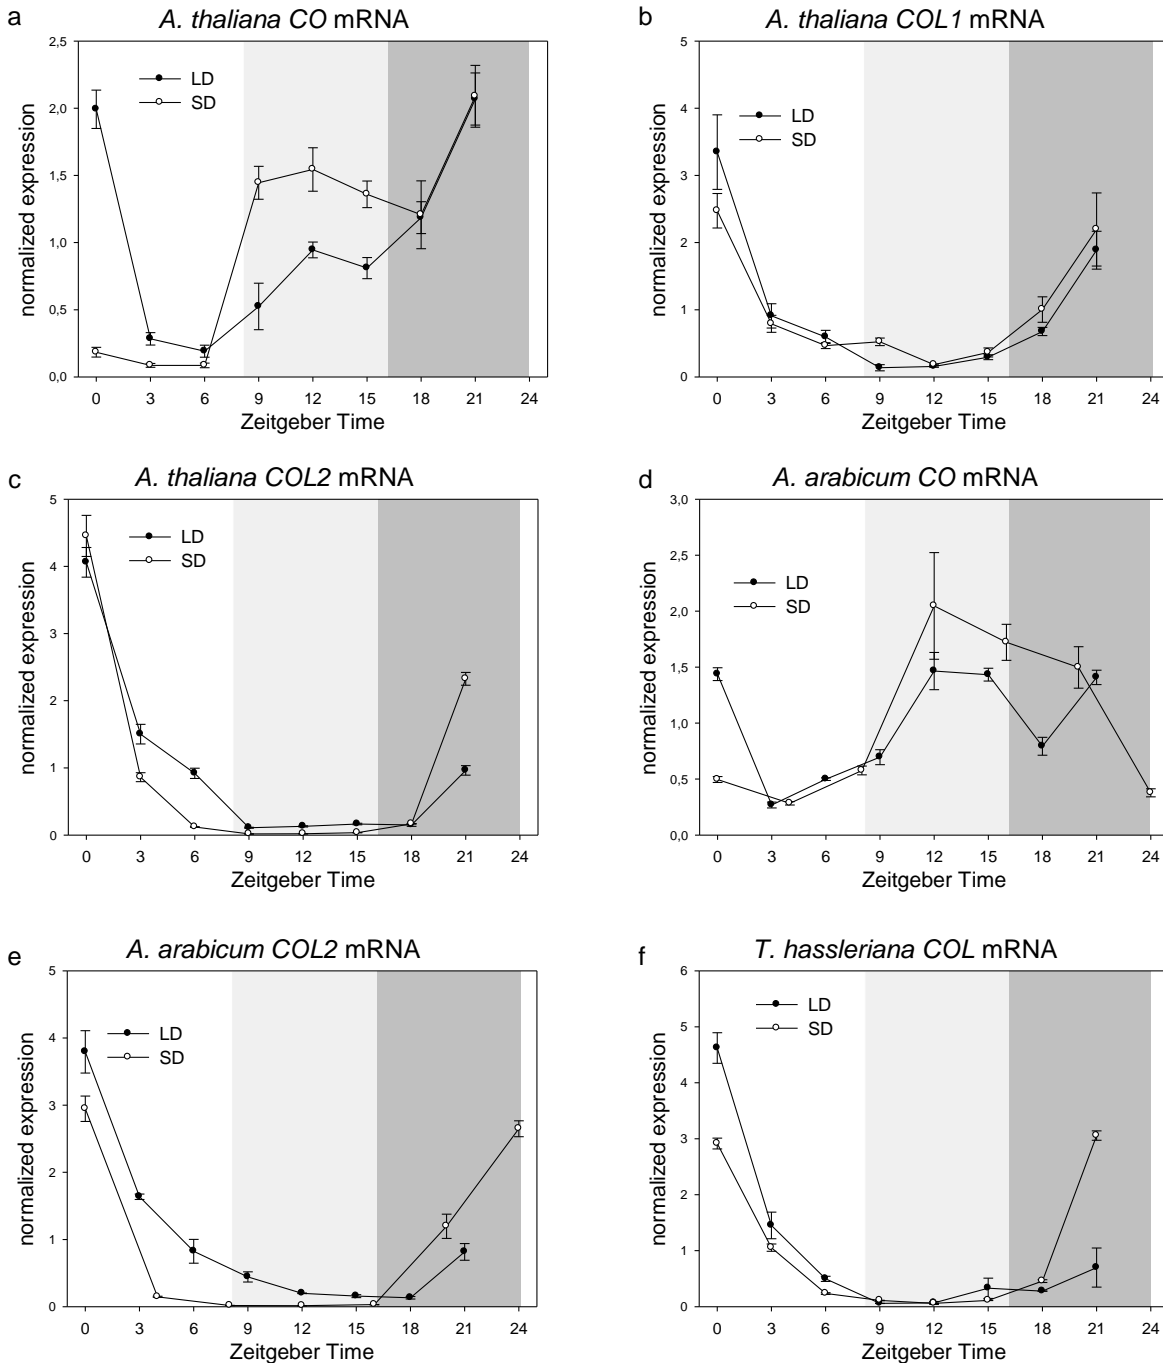 a
A. thaliana CO mRNA
2,5
2,0
1,5
1,0
0,5
0,0
normalized expression
LD
SD
0 3 6 9 12 15 18 21 24
Zeitgeber Time
b
A. thaliana COL1 mRNA
5
4
3
2
1
0
normalized expression
LD
SD
0 3 6 9 12 15 18 21 24
Zeitgeber Time
c
A. thaliana COL2 mRNA
5
4
3
2
1
0
normalized expression
LD
SD
0 3 6 9 12 15 18 21 24
Zeitgeber Time
d
A. arabicum CO mRNA
3,0
2,5
2,0
1,5
1,0
0,5
0,0
normalized expression
LD
SD
0 3 6 9 12 15 18 21 24
Zeitgeber Time
e
A. arabicum COL2 mRNA
5
4
3
2
1
0
normalized expression
LD
SD
0 3 6 9 12 15 18 21 24
Zeitgeber Time
f
T. hassleriana COL mRNA
6
5
4
3
2
1
0
normalized expression
LD
SD
0 3 6 9 12 15 18 21 24
Zeitgeber Time